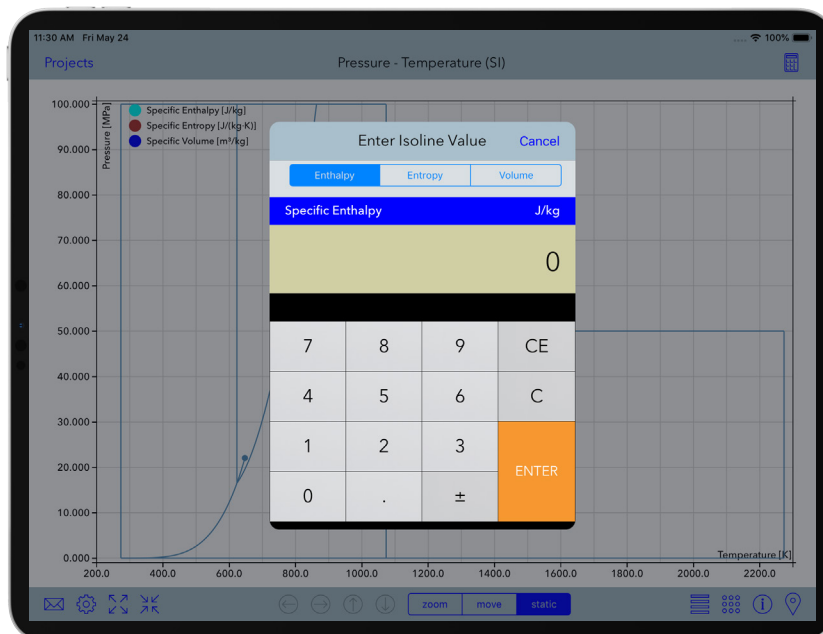 11:30 AM Fri May 24
.... 100%
Projects
Pressure - Temperature (SI)
100.000
90.000
80.000
70.000
60.000
50.000
40.000
30.000
20.000
10.000
0.000
Pressure [MPa]
Specific Enthalpy [J/kg]
Specific Entropy [J/(kg·K)]
Specific Volume [m³/kg]
Enter Isoline Value
Cancel
Enthalpy Entropy Volume
Specific Enthalpy J/kg
0
7 8 9 CE
4 5 6 C
1 2 3
ENTER
0 . ±
Temperature [K]
200.0 400.0 600.0 800.0 1000.0 1200.0 1400.0 1600.0 1800.0 2000.0 2200.0
zoom move static